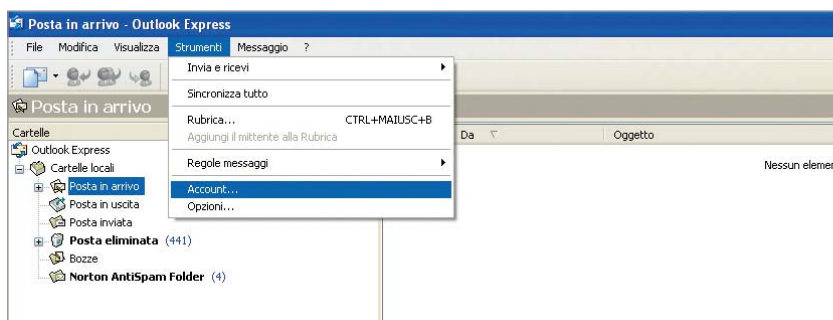 Posta in arrivo - Outlook Express
File Modifica Visualizza Strumenti Messaggio ?
Invia e ricevi
Sincronizza tutto
Rubrica... CTRL+MAIUSC+B
Aggiungi il mittente alla Rubrica
Regole messaggi
Account...
Opzioni...
Posta in arrivo
Cartelle
Outlook Express
Cartelle locali
Posta in arrivo
Posta in uscita
Posta inviata
Posta eliminata (441)
Bozze
Norton AntiSpam Folder (4)
Da Oggetto
Nessun elemen